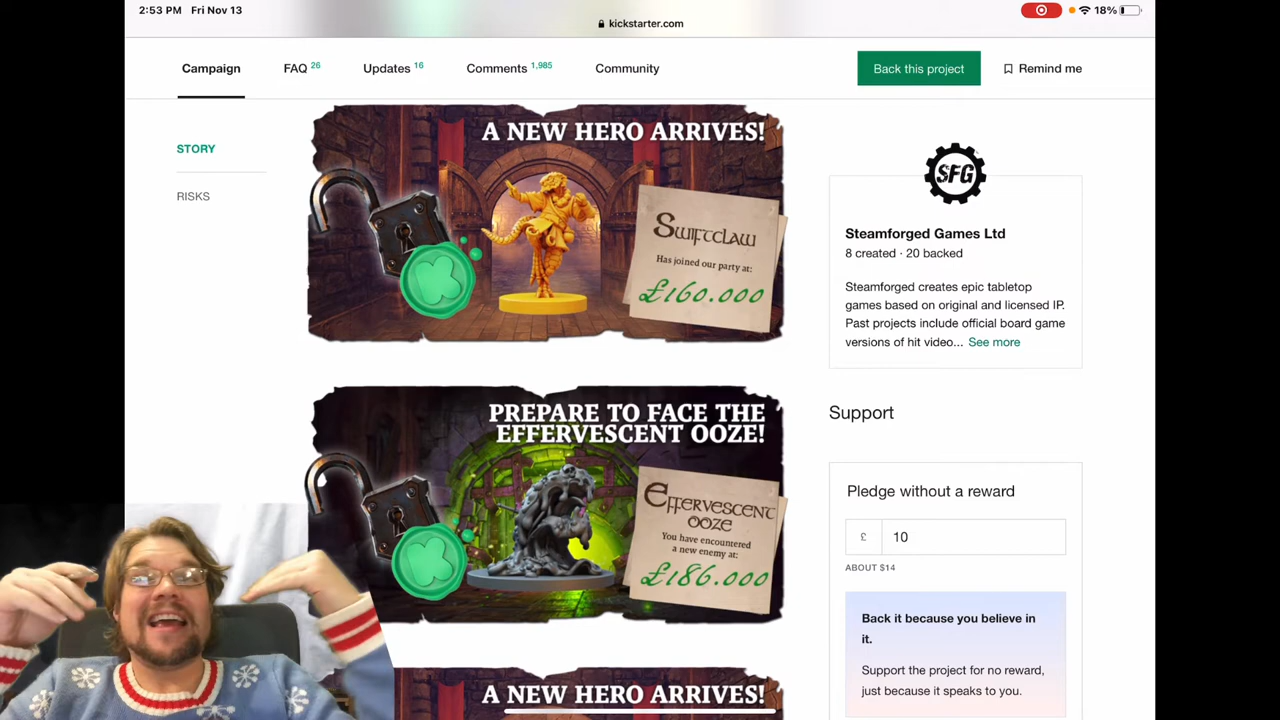 2:53 PM Fri Nov 13
18%
kickstarter.com
Campaign FAQ 26 Updates 16 Comments 1,985 Community
Back this project Remind me
STORY
RISKS
A NEW HERO ARRIVES!
SWIFTCLAW
Has joined our party at:
£160.000
PREPARE TO FACE THE
EFFERVESCENT OOZE!
EFFERVESCENT
OOZE
You have encountered
a new enemy at:
£186.000
A NEW HERO ARRIVES!
SFG
Steamforged Games Ltd
8 created · 20 backed
Steamforged creates epic tabletop
games based on original and licensed IP.
Past projects include official board game
versions of hit video... See more
Support
Pledge without a reward
£ 10
ABOUT $14
Back it because you believe in
it.
Support the project for no reward,
just because it speaks to you.